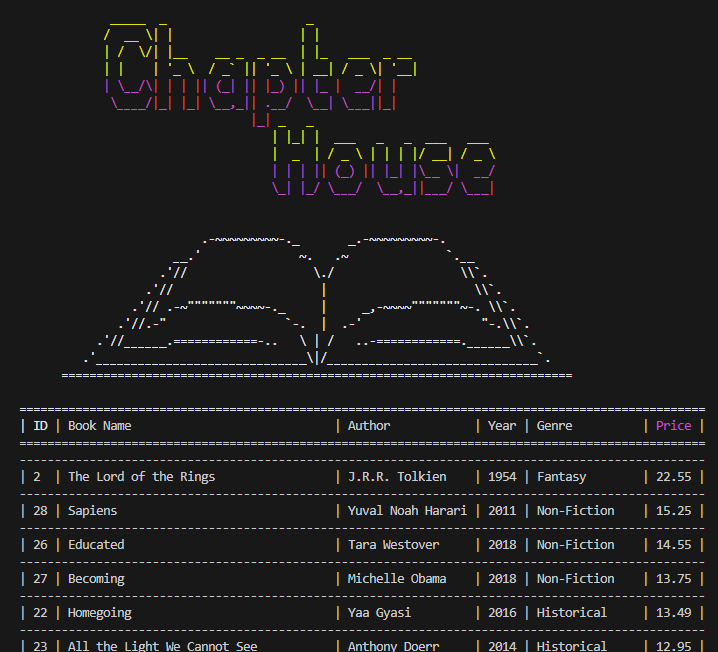 Chapter
House
| ID | Book Name | Author | Year | Genre | Price |
| 2 | The Lord of the Rings | J.R.R. Tolkien | 1954 | Fantasy | 22.55 |
| 28 | Sapiens | Yuval Noah Harari | 2011 | Non-Fiction | 15.25 |
| 26 | Educated | Tara Westover | 2018 | Non-Fiction | 14.55 |
| 27 | Becoming | Michelle Obama | 2018 | Non-Fiction | 13.75 |
| 22 | Homegoing | Yaa Gyasi | 2016 | Historical | 13.49 |
| 23 | All the Light We Cannot See | Anthony Doerr | 2014 | Historical | 12.95 |